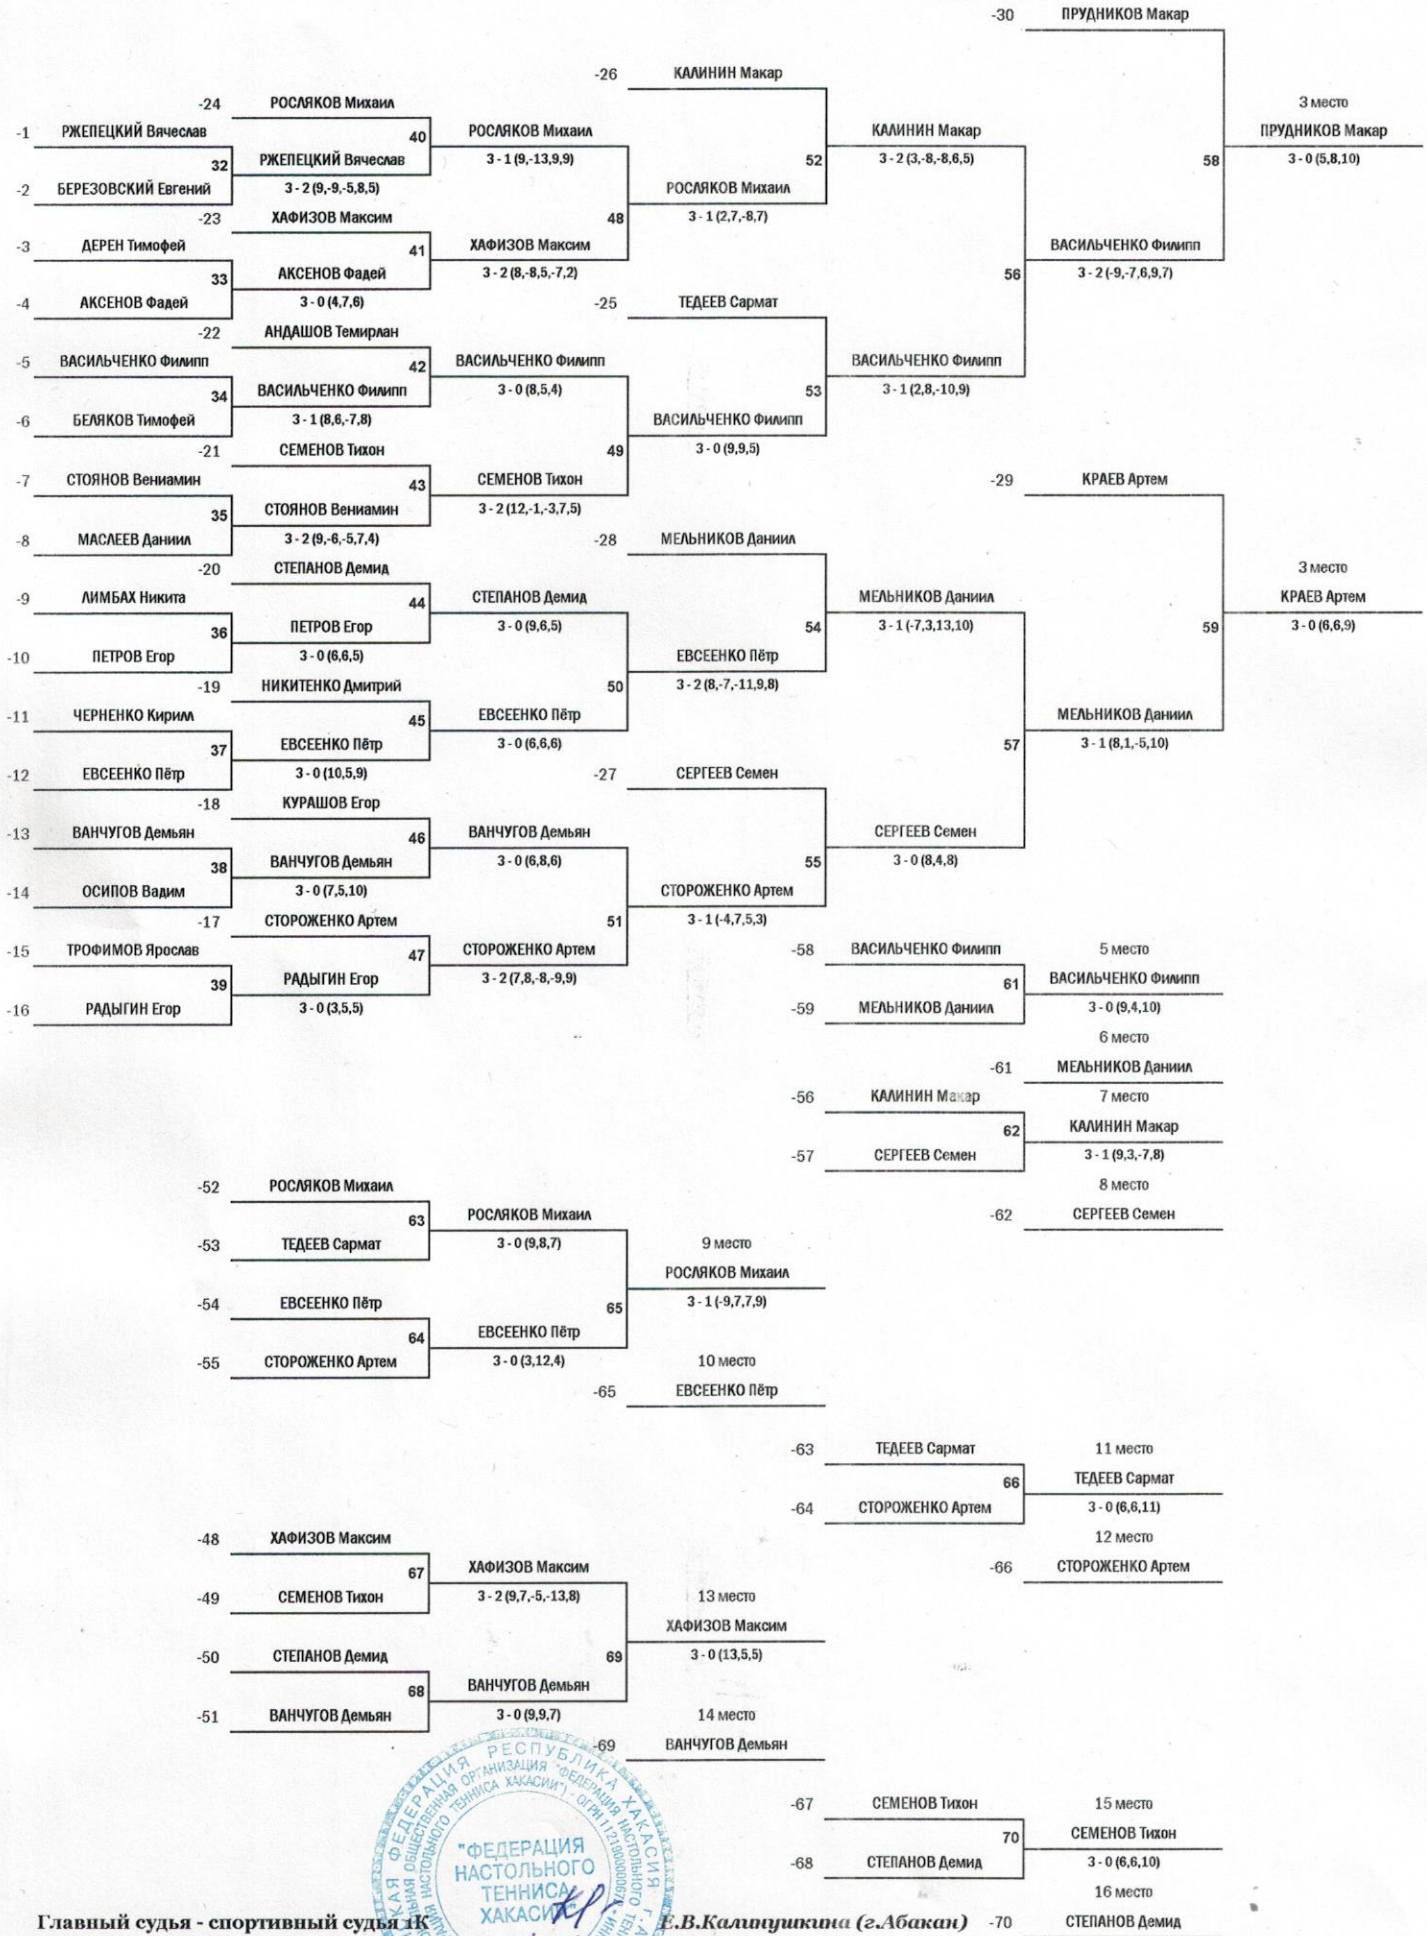 -30 ПРУДНИКОВ Макар
-26 КАЛИНИН Макар
-24 РОСЛЯКОВ Михаил
3 место
-1 РЖЕПЕЦКИЙ Вячеслав
40
РОСЛЯКОВ Михаил
КАЛИНИН Макар
ПРУДНИКОВ Макар
32
РЖЕПЕЦКИЙ Вячеслав
3 - 1 (9,-13,9,9)
52
3 - 2 (3,-8,-8,6,5)
58
3 - 0 (5,8,10)
-2 БЕРЕЗОВСКИЙ Евгений
3 - 2 (9,-9,-5,8,5)
РОСЛЯКОВ Михаил
-23 ХАФИЗОВ Максим
48
3 - 1 (2,7,-8,7)
-3 ДЕРЕН Тимофей
41
ХАФИЗОВ Максим
ВАСИЛЬЧЕНКО Филипп
33
АКСЕНОВ Фадей
3 - 2 (8,-8,5,-7,2)
56
3 - 2 (-9,-7,6,9,7)
-4 АКСЕНОВ Фадей
3 - 0 (4,7,6)
-25 ТЕДЕЕВ Сармат
-22 АНДАШОВ Темирлан
-5 ВАСИЛЬЧЕНКО Филипп
42
ВАСИЛЬЧЕНКО Филипп
ВАСИЛЬЧЕНКО Филипп
34
ВАСИЛЬЧЕНКО Филипп
3 - 0 (8,5,4)
53
3 - 1 (2,8,-10,9)
-6 БЕЛЯКОВ Тимофей
3 - 1 (8,6,-7,8)
ВАСИЛЬЧЕНКО Филипп
-21 СЕМЕНОВ Тихон
49
3 - 0 (9,9,5)
-7 СТОЯНОВ Вениамин
43
СЕМЕНОВ Тихон
-29 КРАЕВ Артем
35
СТОЯНОВ Вениамин
3 - 2 (12,-1,-3,7,5)
-8 МАСЛЕЕВ Даниил
3 - 2 (9,-6,-5,7,4)
-28 МЕЛЬНИКОВ Даниил
-20 СТЕПАНОВ Демид
3 место
-9 ЛИМБАХ Никита
44
СТЕПАНОВ Демид
МЕЛЬНИКОВ Даниил
КРАЕВ Артем
36
ПЕТРОВ Егор
3 - 0 (9,6,5)
54
3 - 1 (-7,3,13,10)
59
3 - 0 (6,6,9)
-10 ПЕТРОВ Егор
3 - 0 (6,6,5)
ЕВСЕЕНКО Пётр
-19 НИКИТЕНКО Дмитрий
50
3 - 2 (8,-7,-11,9,8)
-11 ЧЕРНЕНКО Кирилл
45
ЕВСЕЕНКО Пётр
МЕЛЬНИКОВ Даниил
37
ЕВСЕЕНКО Пётр
3 - 0 (6,6,6)
57
3 - 1 (8,1,-5,10)
-12 ЕВСЕЕНКО Пётр
3 - 0 (10,5,9)
-27 СЕРГЕЕВ Семен
-18 КУРАШОВ Егор
-13 ВАНЧУГОВ Демьян
46
ВАНЧУГОВ Демьян
СЕРГЕЕВ Семен
38
ВАНЧУГОВ Демьян
3 - 0 (6,8,6)
55
3 - 0 (8,4,8)
-14 ОСИПОВ Вадим
3 - 0 (7,5,10)
СТОРОЖЕНКО Артем
-17 СТОРОЖЕНКО Артем
51
3 - 1 (-4,7,5,3)
-15 ТРОФИМОВ Ярослав
47
СТОРОЖЕНКО Артем
-58 ВАСИЛЬЧЕНКО Филипп
5 место
39
РАДЫГИН Егор
3 - 2 (7,8,-8,-9,9)
61
ВАСИЛЬЧЕНКО Филипп
-16 РАДЫГИН Егор
3 - 0 (3,5,5)
-59 МЕЛЬНИКОВ Даниил
3 - 0 (9,4,10)
6 место
-61 МЕЛЬНИКОВ Даниил
-56 КАЛИНИН Макар
7 место
62
КАЛИНИН Макар
-57 СЕРГЕЕВ Семен
3 - 1 (9,3,-7,8)
8 место
-62 СЕРГЕЕВ Семен
-52 РОСЛЯКОВ Михаил
63
РОСЛЯКОВ Михаил
-53 ТЕДЕЕВ Сармат
3 - 0 (9,8,7)
9 место
РОСЛЯКОВ Михаил
-54 ЕВСЕЕНКО Пётр
65
3 - 1 (-9,7,7,9)
64
ЕВСЕЕНКО Пётр
-55 СТОРОЖЕНКО Артем
3 - 0 (3,12,4)
10 место
-65 ЕВСЕЕНКО Пётр
-63 ТЕДЕЕВ Сармат
11 место
66
ТЕДЕЕВ Сармат
-64 СТОРОЖЕНКО Артем
3 - 0 (6,6,11)
12 место
-66 СТОРОЖЕНКО Артем
-48 ХАФИЗОВ Максим
67
ХАФИЗОВ Максим
-49 СЕМЕНОВ Тихон
3 - 2 (9,7,-5,-13,8)
13 место
ХАФИЗОВ Максим
-50 СТЕПАНОВ Демид
69
3 - 0 (13,5,5)
68
ВАНЧУГОВ Демьян
-51 ВАНЧУГОВ Демьян
3 - 0 (9,9,7)
14 место
-69 ВАНЧУГОВ Демьян
-67 СЕМЕНОВ Тихон
15 место
70
СЕМЕНОВ Тихон
-68 СТЕПАНОВ Демид
3 - 0 (6,6,10)
16 место
-70 СТЕПАНОВ Демид
ФЕДЕРАЦИЯ РЕСПУБЛИКА ХАКАСИЯ
ОБЩЕСТВЕННАЯ ОРГАНИЗАЦИЯ "ФЕДЕРАЦИЯ НАСТОЛЬНОГО
НАСТОЛЬНОГО ТЕННИСА ХАКАСИИ")
"ФЕДЕРАЦИЯ
НАСТОЛЬНОГО
ТЕННИСА
Главный судья - спортивный судья 1К
Е.В.Калинушкина (г.Абакан)